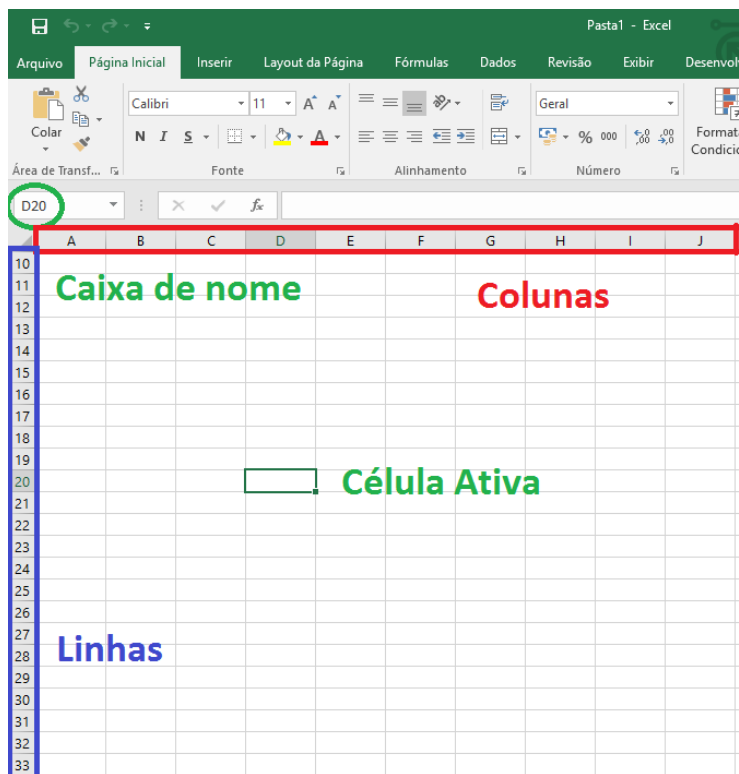 Pasta1 - Excel
Arquivo Página Inicial Inserir Layout da Página Fórmulas Dados Revisão Exibir
Calibri 11 Geral
Colar
N I S % 000
Área de Transf... Fonte Alinhamento Número
D20 fx
A B C D E F G H I J
10
11
12
13
14
15
16
17
18
19
20
21
22
23
24
25
26
27
28
29
30
31
32
33
Caixa de nome
Colunas
Célula Ativa
Linhas